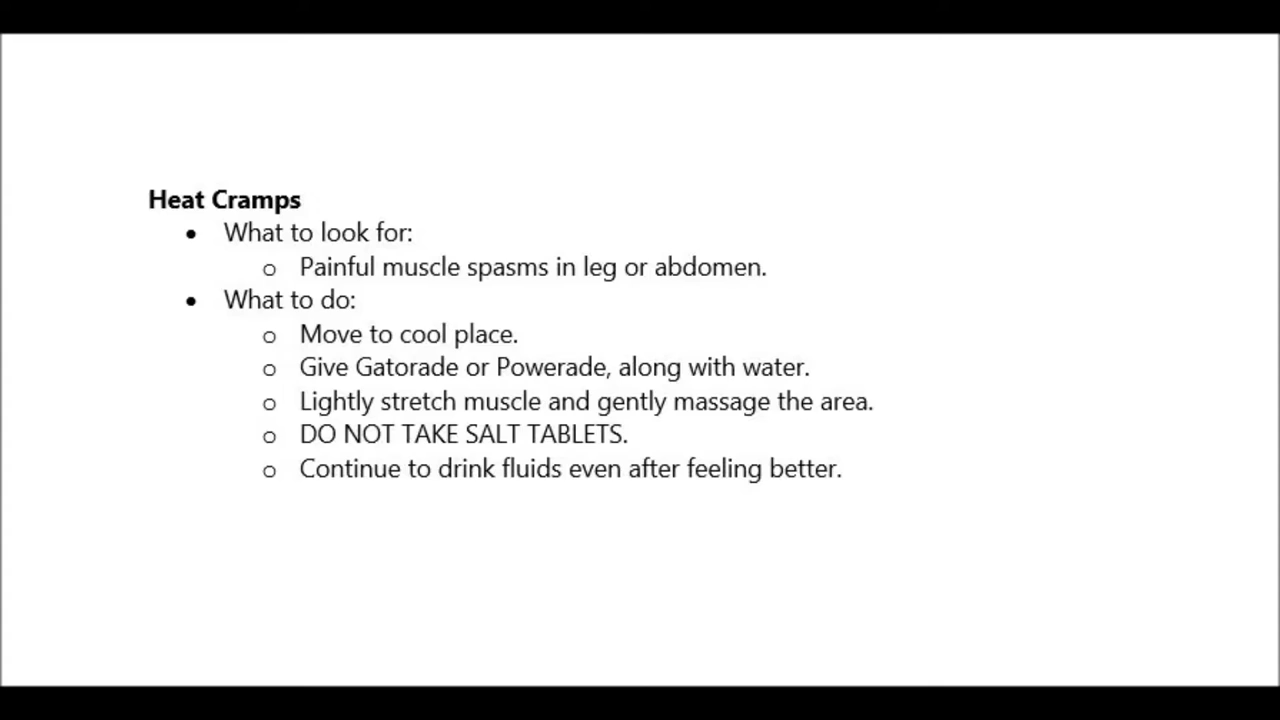 Heat Cramps
• What to look for:
o Painful muscle spasms in leg or abdomen.
• What to do:
o Move to cool place.
o Give Gatorade or Powerade, along with water.
o Lightly stretch muscle and gently massage the area.
o DO NOT TAKE SALT TABLETS.
o Continue to drink fluids even after feeling better.